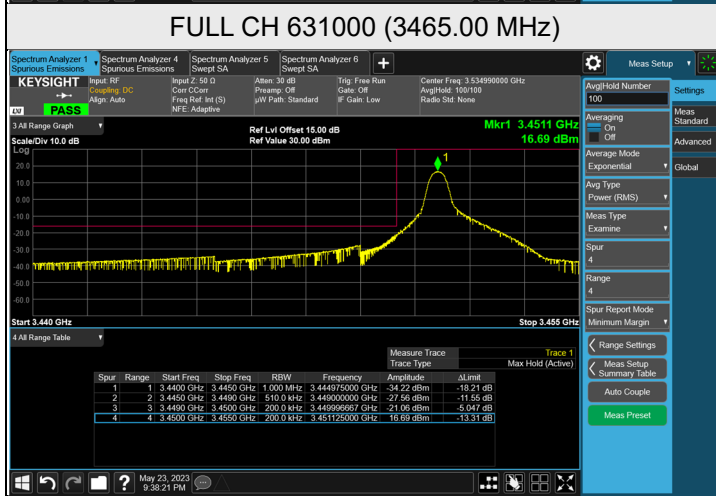 FULL CH 631000 (3465.00 MHz)
Spectrum Analyzer 1
Spurious Emissions
Spectrum Analyzer 4
Spurious Emissions
Spectrum Analyzer 5
Swept SA
Spectrum Analyzer 6
Swept SA
+
Meas Setup
KEYSIGHT
Input: RF
Coupling: DC
Align: Auto
Input Z: 50 Ω
Corr CCorr
Freq Ref: Int (S)
NFE: Adaptive
Atten: 30 dB
Preamp: Off
µW Path: Standard
Trig: Free Run
Gate: Off
IF Gain: Low
Center Freq: 3.534990000 GHz
Avg|Hold: 100/100
Radio Std: None
LXI
PASS
3 All Range Graph
Scale/Div 10.0 dB
Ref Lvl Offset 15.00 dB
Ref Value 30.00 dBm
Mkr1 3.4511 GHz
16.69 dBm
Log
20.0
10.0
0.00
-10.0
-20.0
-30.0
-40.0
-50.0
-60.0
1
Start 3.440 GHz
Stop 3.455 GHz
4 All Range Table
Measure Trace Trace 1
Trace Type Max Hold (Active)
Spur Range Start Freq Stop Freq RBW Frequency Amplitude ΔLimit
1 1 3.4400 GHz 3.4450 GHz 1.000 MHz 3.444975000 GHz -34.22 dBm -18.21 dB
2 2 3.4450 GHz 3.4490 GHz 510.0 kHz 3.449000000 GHz -27.56 dBm -11.55 dB
3 3 3.4490 GHz 3.4500 GHz 200.0 kHz 3.449996667 GHz -21.06 dBm -5.047 dB
4 4 3.4500 GHz 3.4550 GHz 200.0 kHz 3.451125000 GHz 16.69 dBm -13.31 dB
Avg|Hold Number
100
Averaging
On
Off
Average Mode
Exponential
Avg Type
Power (RMS)
Meas Type
Examine
Spur
4
Range
4
Spur Report Mode
Minimum Margin
Range Settings
Meas Setup
Summary Table
Auto Couple
Meas Preset
Settings
Meas
Standard
Advanced
Global
?
May 23, 2023
9:38:21 PM